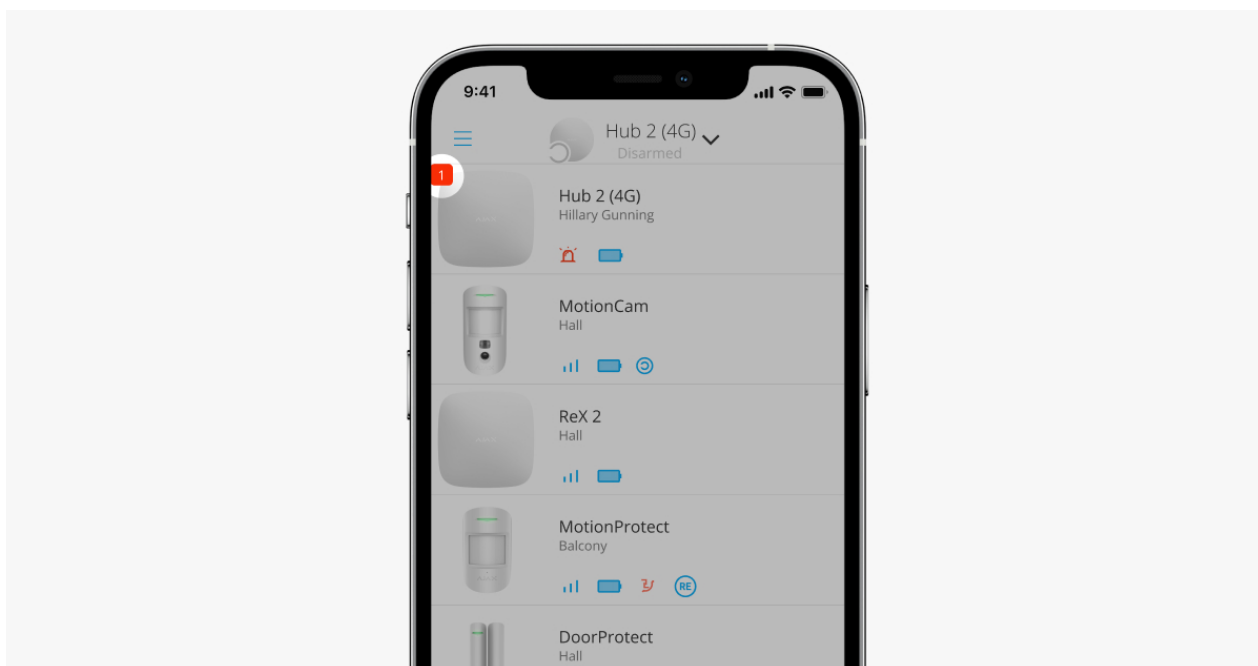 9:41
Hub 2 (4G)
Disarmed
1
Hub 2 (4G)
Hillary Gunning
MotionCam
Hall
ReX 2
Hall
MotionProtect
Balcony
RE
DoorProtect
Hall